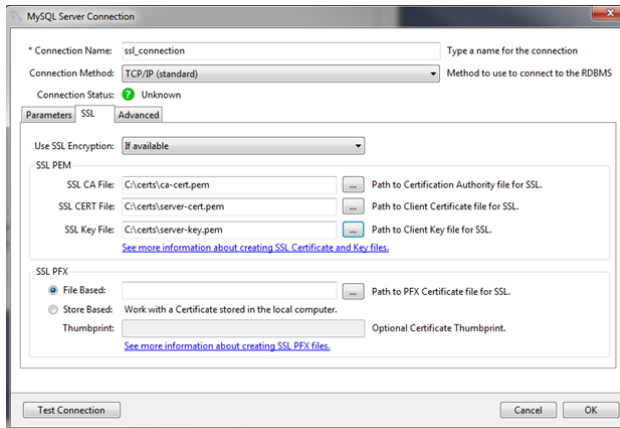 MySQL Server Connection
* Connection Name: ssl_connection Type a name for the connection
Connection Method: TCP/IP (standard) Method to use to connect to the RDBMS
Connection Status: ? Unknown
Parameters SSL Advanced
Use SSL Encryption: If available
SSL PEM
SSL CA File: C:\certs\ca-cert.pem ... Path to Certification Authority file for SSL.
SSL CERT File: C:\certs\server-cert.pem ... Path to Client Certificate file for SSL.
SSL Key File: C:\certs\server-key.pem ... Path to Client Key file for SSL.
See more information about creating SSL Certificate and Key files.
SSL PFX
File Based: ... Path to PFX Certificate file for SSL.
Store Based: Work with a Certificate stored in the local computer.
Thumbprint: Optional Certificate Thumbprint.
See more information about creating SSL PFX files.
Test Connection Cancel OK